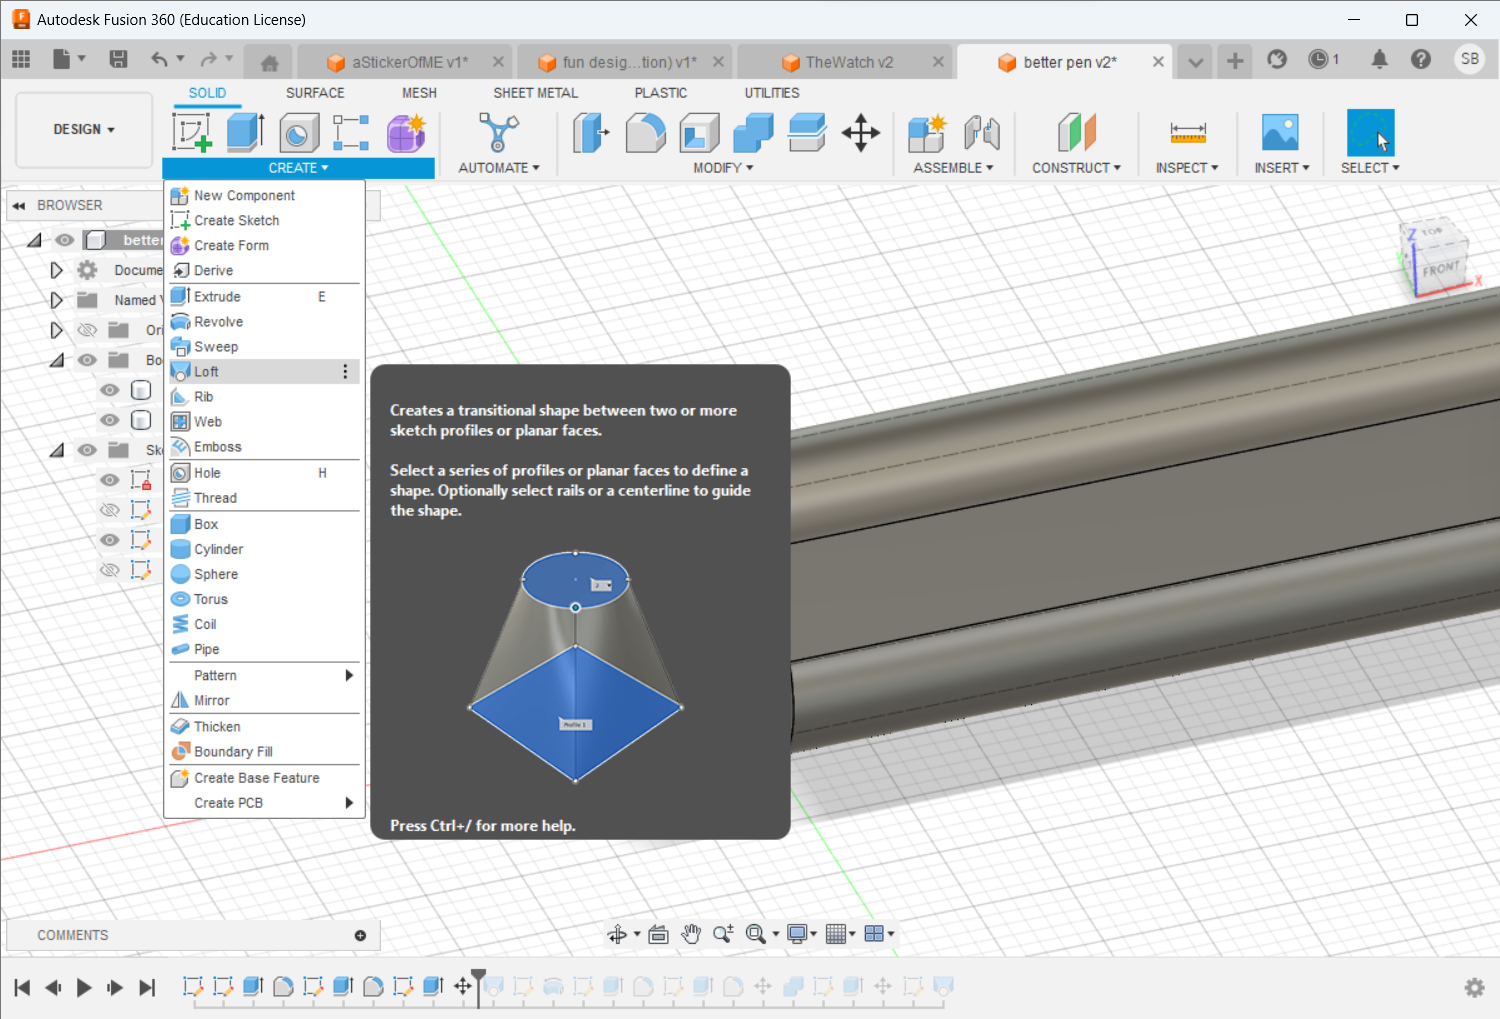 Autodesk Fusion 360 (Education License)
aStickerOfME v1*
fun desig...tion) v1*
TheWatch v2
better pen v2*
1
SB
SOLID
SURFACE
MESH
SHEET METAL
PLASTIC
UTILITIES
DESIGN
CREATE
AUTOMATE
MODIFY
ASSEMBLE
CONSTRUCT
INSPECT
INSERT
SELECT
BROWSER
better
Docume
Named V
Ori
Bo
Sk
New Component
Create Sketch
Create Form
Derive
Extrude E
Revolve
Sweep
Loft
Rib
Web
Emboss
Hole H
Thread
Box
Cylinder
Sphere
Torus
Coil
Pipe
Pattern
Mirror
Thicken
Boundary Fill
Create Base Feature
Create PCB
Creates a transitional shape between two or more
sketch profiles or planar faces.
Select a series of profiles or planar faces to define a
shape. Optionally select rails or a centerline to guide
the shape.
Profile 1
Press Ctrl+/ for more help.
Z
TOP
FRONT
X
COMMENTS